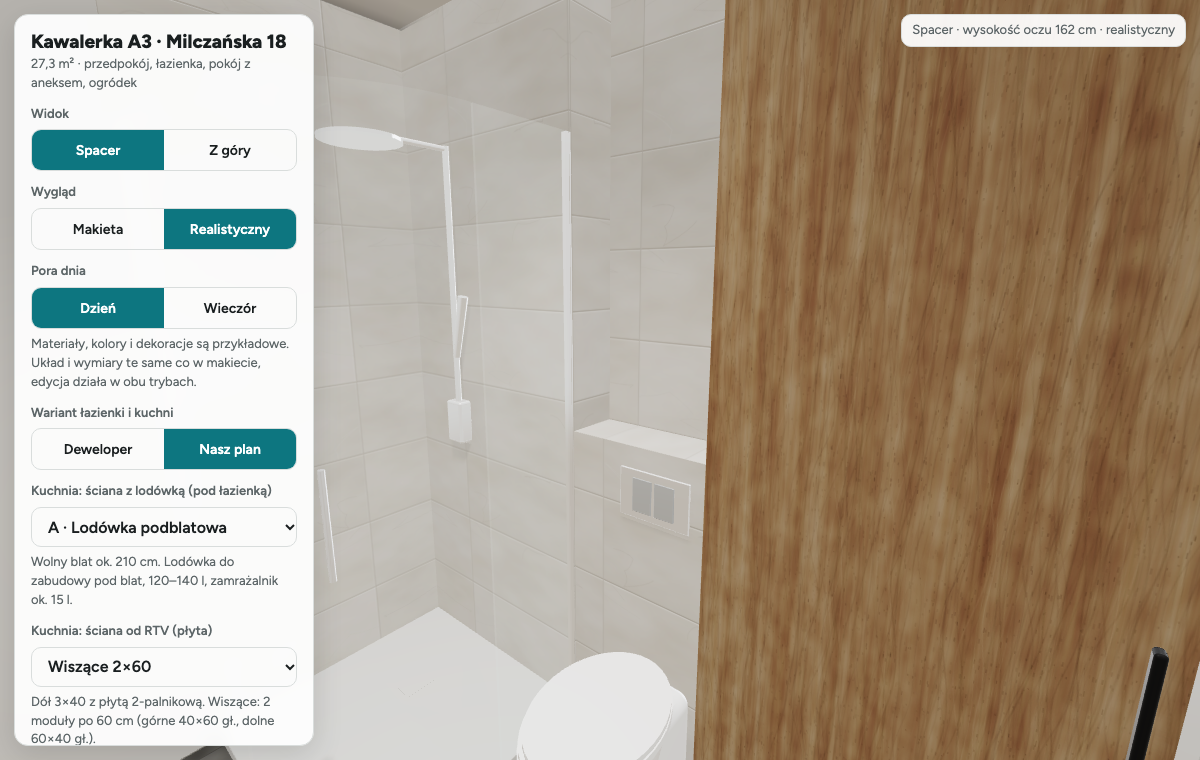 Kawalerka A3 · Milczańska 18
27,3 m² · przedpokój, łazienka, pokój z
aneksem, ogródek
Widok
Spacer
Z góry
Wygląd
Makieta
Realistyczny
Pora dnia
Dzień
Wieczór
Materiały, kolory i dekoracje są przykładowe.
Układ i wymiary te same co w makiecie,
edycja działa w obu trybach.
Wariant łazienki i kuchni
Deweloper
Nasz plan
Kuchnia: ściana z lodówką (pod łazienką)
A · Lodówka podblatowa
Wolny blat ok. 210 cm. Lodówka do
zabudowy pod blat, 120–140 l, zamrażalnik
ok. 15 l.
Kuchnia: ściana od RTV (płyta)
Wiszące 2×60
Dół 3×40 z płytą 2-palnikową. Wiszące: 2
moduły po 60 cm (górne 40×60 gł., dolne
60×40 gł.).
Spacer · wysokość oczu 162 cm · realistyczny